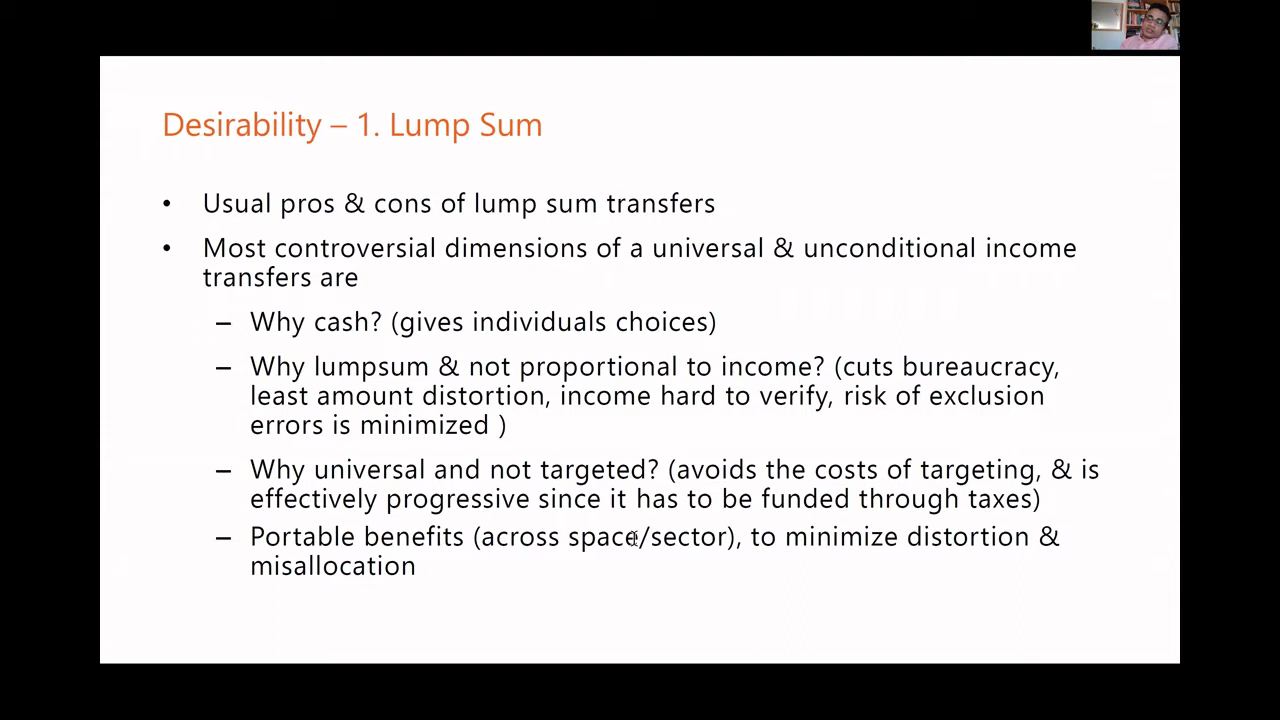 Desirability – 1. Lump Sum
• Usual pros & cons of lump sum transfers
• Most controversial dimensions of a universal & unconditional income
transfers are
– Why cash? (gives individuals choices)
– Why lumpsum & not proportional to income? (cuts bureaucracy,
least amount distortion, income hard to verify, risk of exclusion
errors is minimized )
– Why universal and not targeted? (avoids the costs of targeting, & is
effectively progressive since it has to be funded through taxes)
– Portable benefits (across space/sector), to minimize distortion &
misallocation